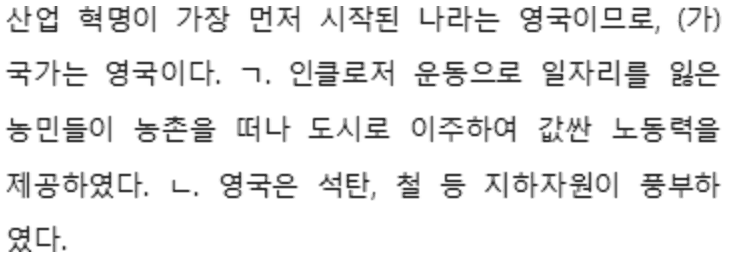 산업 혁명이 가장 먼저 시작된 나라는 영국이므로, (가)
국가는 영국이다. ㄱ. 인클로저 운동으로 일자리를 잃은
농민들이 농촌을 떠나 도시로 이주하여 값싼 노동력을
제공하였다. ㄴ. 영국은 석탄, 철 등 지하자원이 풍부하
였다.